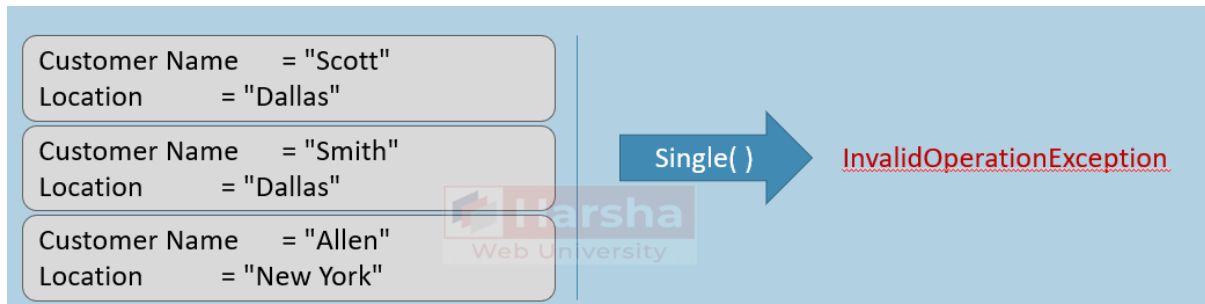 Customer Name = "Scott"
Location = "Dallas"
Customer Name = "Smith"
Location = "Dallas"
Customer Name = "Allen"
Location = "New York"
Single( )
InvalidOperationException
Harsha
Web University